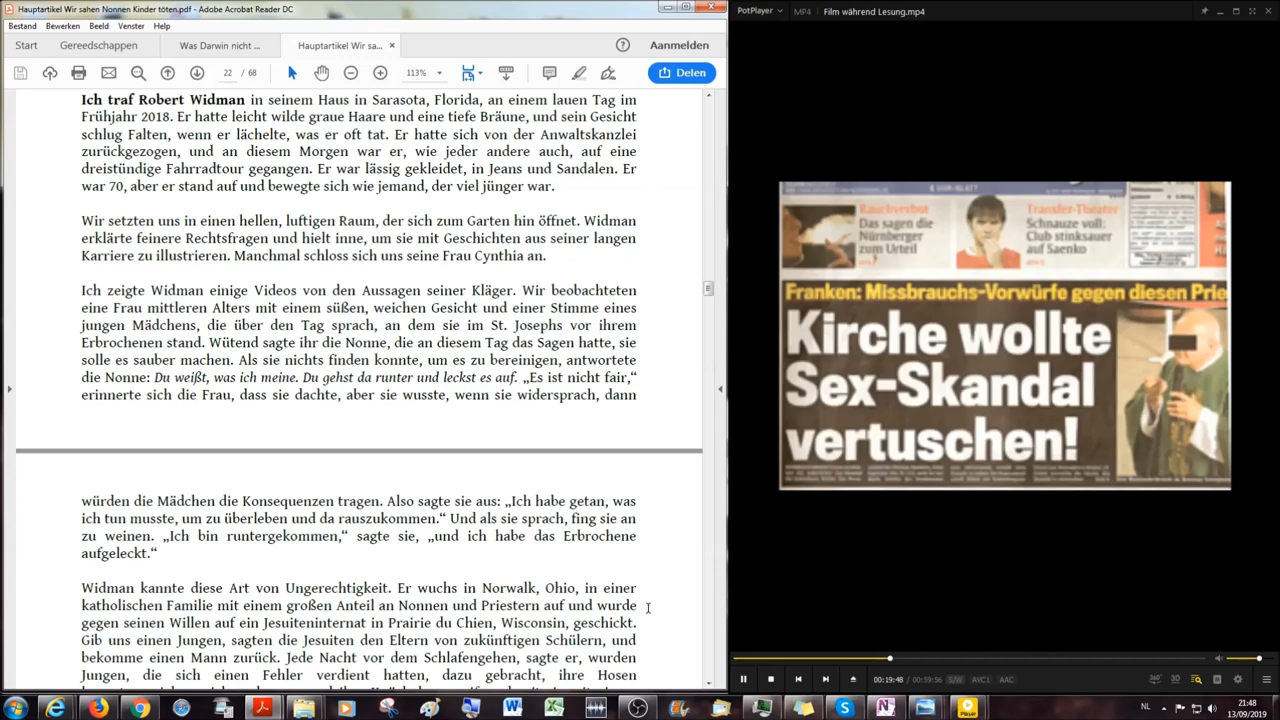 Hauptartikel Wir sahen Nonnen Kinder töten.pdf - Adobe Acrobat Reader DC
Bestand Bewerken Beeld Venster Help
Start Gereedschappen Was Darwin nicht ... Hauptartikel Wir sa... × Aanmelden
22 / 68 113% Delen
Ich traf Robert Widman in seinem Haus in Sarasota, Florida, an einem lauen Tag im
Frühjahr 2018. Er hatte leicht wilde graue Haare und eine tiefe Bräune, und sein Gesicht
schlug Falten, wenn er lächelte, was er oft tat. Er hatte sich von der Anwaltskanzlei
zurückgezogen, und an diesem Morgen war er, wie jeder andere auch, auf eine
dreistündige Fahrradtour gegangen. Er war lässig gekleidet, in Jeans und Sandalen. Er
war 70, aber er stand auf und bewegte sich wie jemand, der viel jünger war.
Wir setzten uns in einen hellen, luftigen Raum, der sich zum Garten hin öffnet. Widman
erklärte feinere Rechtsfragen und hielt inne, um sie mit Geschichten aus seiner langen
Karriere zu illustrieren. Manchmal schloss sich uns seine Frau Cynthia an.
Ich zeigte Widman einige Videos von den Aussagen seiner Kläger. Wir beobachteten
eine Frau mittleren Alters mit einem süßen, weichen Gesicht und einer Stimme eines
jungen Mädchens, die über den Tag sprach, an dem sie im St. Josephs vor ihrem
Erbrochenen stand. Wütend sagte ihr die Nonne, die an diesem Tag das Sagen hatte, sie
solle es sauber machen. Als sie nichts finden konnte, um es zu bereinigen, antwortete
die Nonne: Du weißt, was ich meine. Du gehst da runter und leckst es auf. „Es ist nicht fair,“
erinnerte sich die Frau, dass sie dachte, aber sie wusste, wenn sie widersprach, dann
würden die Mädchen die Konsequenzen tragen. Also sagte sie aus: „Ich habe getan, was
ich tun musste, um zu überleben und da rauszukommen.“ Und als sie sprach, fing sie an
zu weinen. „Ich bin runtergekommen,“ sagte sie, „und ich habe das Erbrochene
aufgeleckt.“
Widman kannte diese Art von Ungerechtigkeit. Er wuchs in Norwalk, Ohio, in einer
katholischen Familie mit einem großen Anteil an Nonnen und Priestern auf und wurde
gegen seinen Willen auf ein Jesuiteninternat in Prairie du Chien, Wisconsin, geschickt.
Gib uns einen Jungen, sagten die Jesuiten den Eltern von zukünftigen Schülern, und
bekomme einen Mann zurück. Jede Nacht vor dem Schlafengehen, sagte er, wurden
Jungen, die sich einen Fehler verdient hatten, dazu gebracht, ihre Hosen
PotPlayer MP4 Film während Lesung.mp4
Rauchverbot
Das sagen die
Nürnberger
zum Urteil
Transfer-Theater
Schnauze voll.
Club stinksauer
auf Saenko
Franken: Missbrauchs-Vorwürfe gegen diesen Prie
Kirche wollte
Sex-Skandal
vertuschen!
00:19:48 / 00:59:56 S/W AVC1 AAC
360° 3D
NL 21:48
13/09/2019